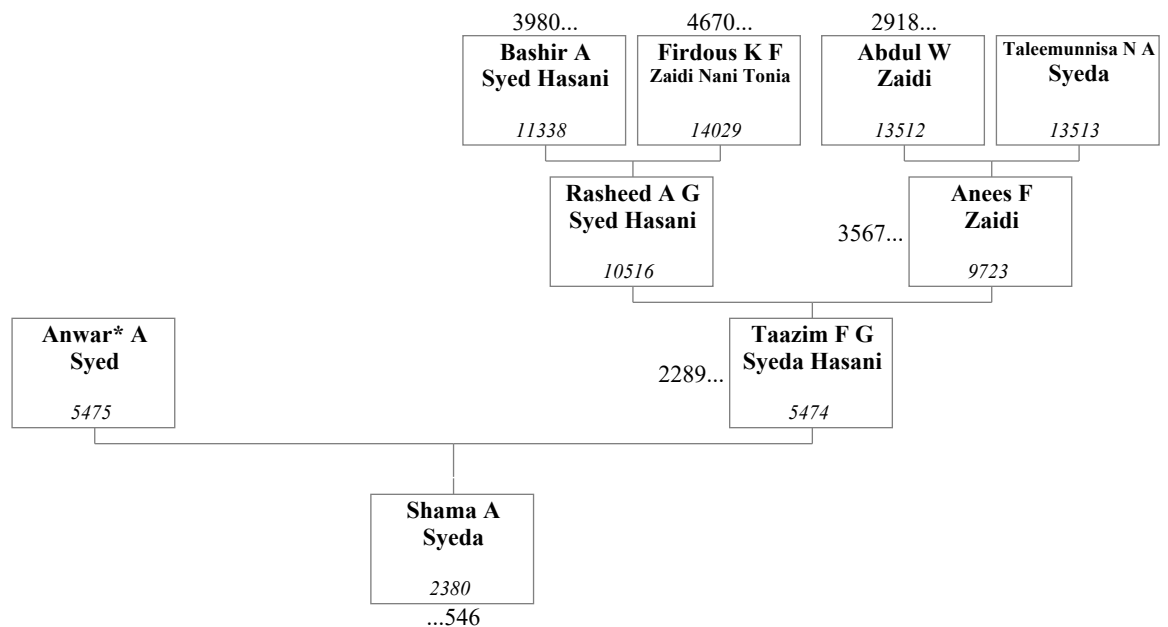 3980...
4670...
2918...
Bashir A
Syed Hasani
11338
Firdous K F
Zaidi Nani Tonia
14029
Abdul W
Zaidi
13512
Taleemunnisa N A
Syeda
13513
Rasheed A G
Syed Hasani
10516
3567...
Anees F
Zaidi
9723
Anwar* A
Syed
5475
2289...
Taazim F G
Syeda Hasani
5474
Shama A
Syeda
2380
...546